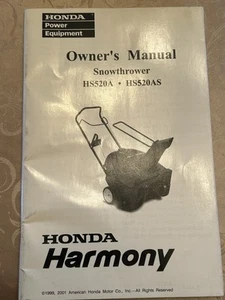 HONDA
Power
Equipment
Owner's Manual
Snowthrower
HS520A • HS520AS
HONDA
Harmony
©1999, 2001 American Honda Motor Co., Inc.-All Rights Reserved